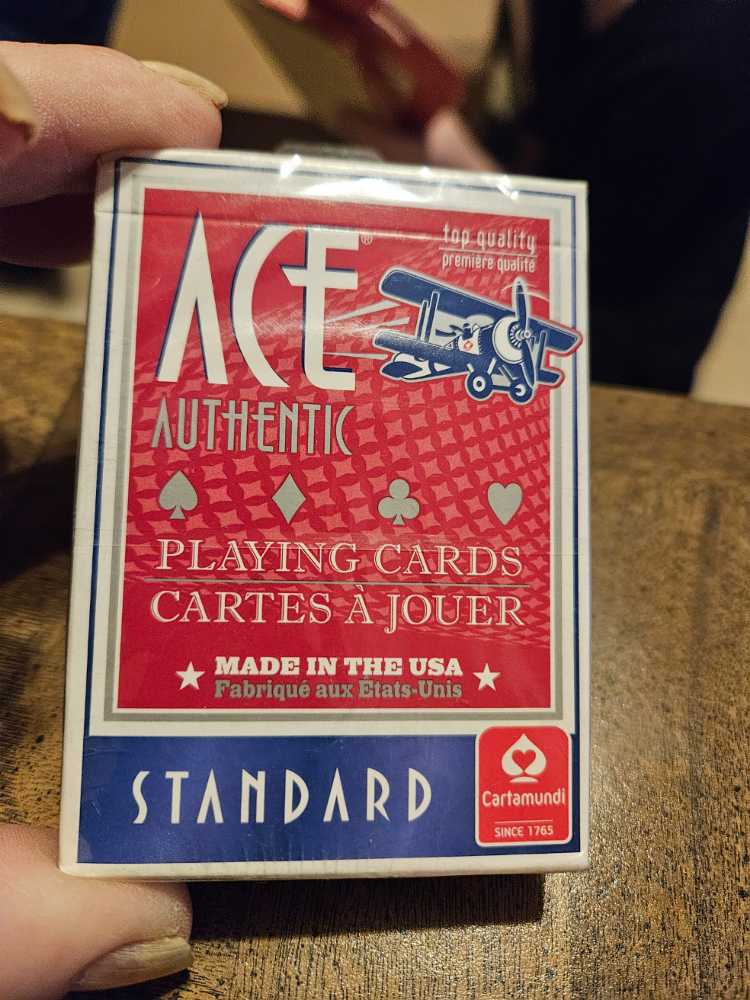 ACE®
top quality
première qualité
AUTHENTIC
PLAYING CARDS
CARTES À JOUER
MADE IN THE USA
Fabriqué aux États-Unis
STANDARD
Cartamundi
SINCE 1765